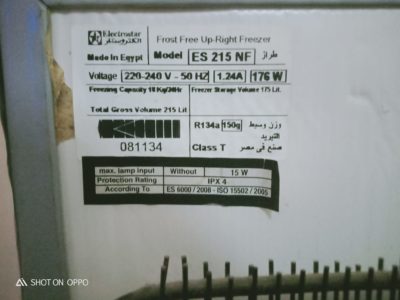 Electrostar
الكتروستار
Frost Free Up-Right Freezer
Made in Egypt
Model ES 215 NF طراز
Voltage 220-240 V - 50 HZ 1.24A 176 W
Freezing Capacity 18 Kg/24Hr Freezer Storage Volume 175 Lit.
Total Gross Volume 215 Lit.
R134a 150g وزن وسيط
التبريد
081134
Class T صنع في مصر
max. lamp input Without 15 W
Protection Rating IPX 4
According To ES 6000 / 2008 - ISO 15502 / 2005
SHOT ON OPPO